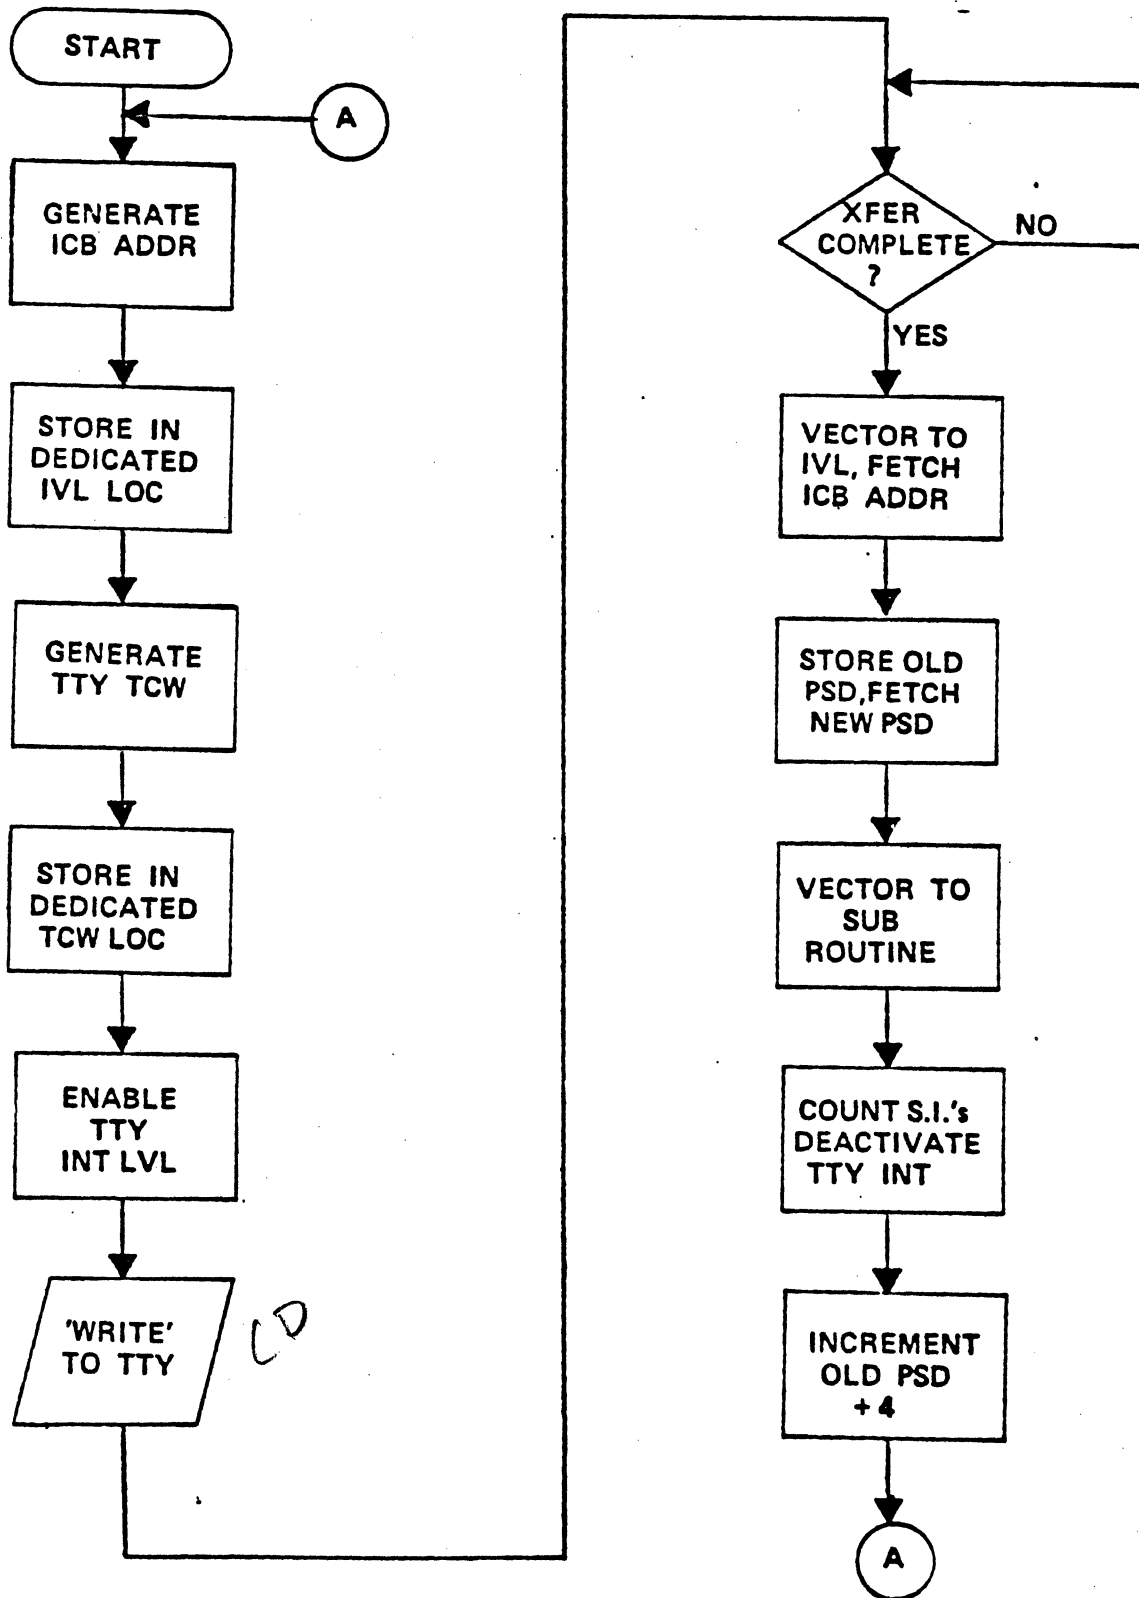 START
A
GENERATE
ICB ADDR
STORE IN
DEDICATED
IVL LOC
GENERATE
TTY TCW
STORE IN
DEDICATED
TCW LOC
ENABLE
TTY
INT LVL
'WRITE'
TO TTY
CD
XFER
COMPLETE
?
NO
YES
VECTOR TO
IVL, FETCH
ICB ADDR
STORE OLD
PSD, FETCH
NEW PSD
VECTOR TO
SUB
ROUTINE
COUNT S.I.'s
DEACTIVATE
TTY INT
INCREMENT
OLD PSD
+ 4
A